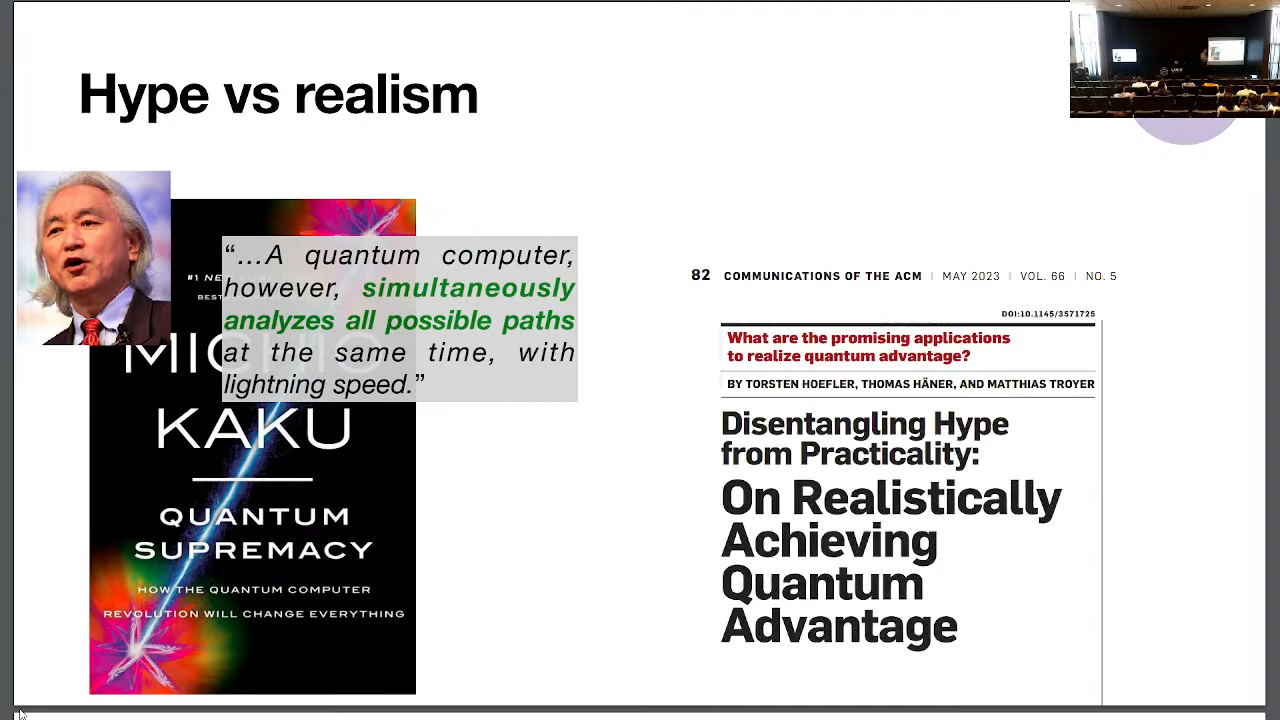 Hype vs realism
#1 NE
BES
"...A quantum computer,
however, simultaneously
analyzes all possible paths
at the same time, with
lightning speed."
KAKU
QUANTUM
SUPREMACY
HOW THE QUANTUM COMPUTER
REVOLUTION WILL CHANGE EVERYTHING
82 COMMUNICATIONS OF THE ACM | MAY 2023 | VOL. 66 | NO. 5
DOI:10.1145/3571725
What are the promising applications
to realize quantum advantage?
BY TORSTEN HOEFLER, THOMAS HÄNER, AND MATTHIAS TROYER
Disentangling Hype
from Practicality:
On Realistically
Achieving
Quantum
Advantage